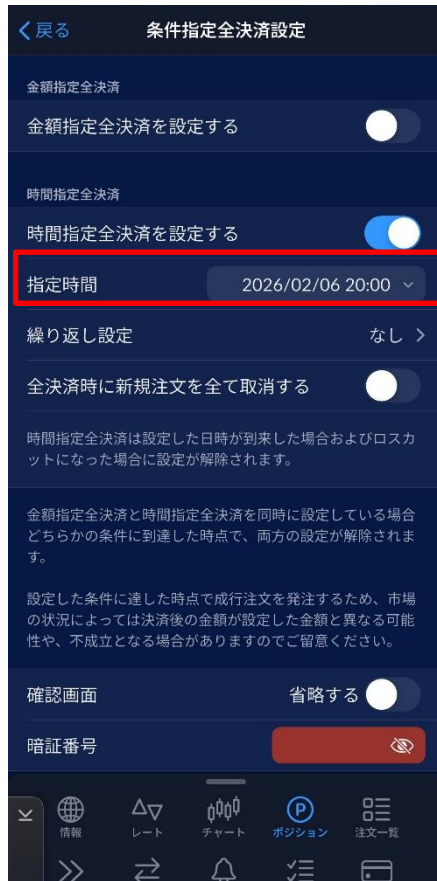 戻る 条件指定全決済設定
金額指定全決済
金額指定全決済を設定する
時間指定全決済
時間指定全決済を設定する
指定時間 2026/02/06 20:00
繰り返し設定 なし
全決済時に新規注文を全て取消する
時間指定全決済は設定した日時が到来した場合およびロスカ
ットになった場合に設定が解除されます。
金額指定全決済と時間指定全決済を同時に設定している場合
どちらかの条件に到達した時点で、両方の設定が解除されま
す。
設定した条件に達した時点で成行注文を発注するため、市場
の状況によっては決済後の金額が設定した金額と異なる可能
性や、不成立となる場合がありますのでご留意ください。
確認画面 省略する
暗証番号
情報 レート チャート ポジション 注文一覧